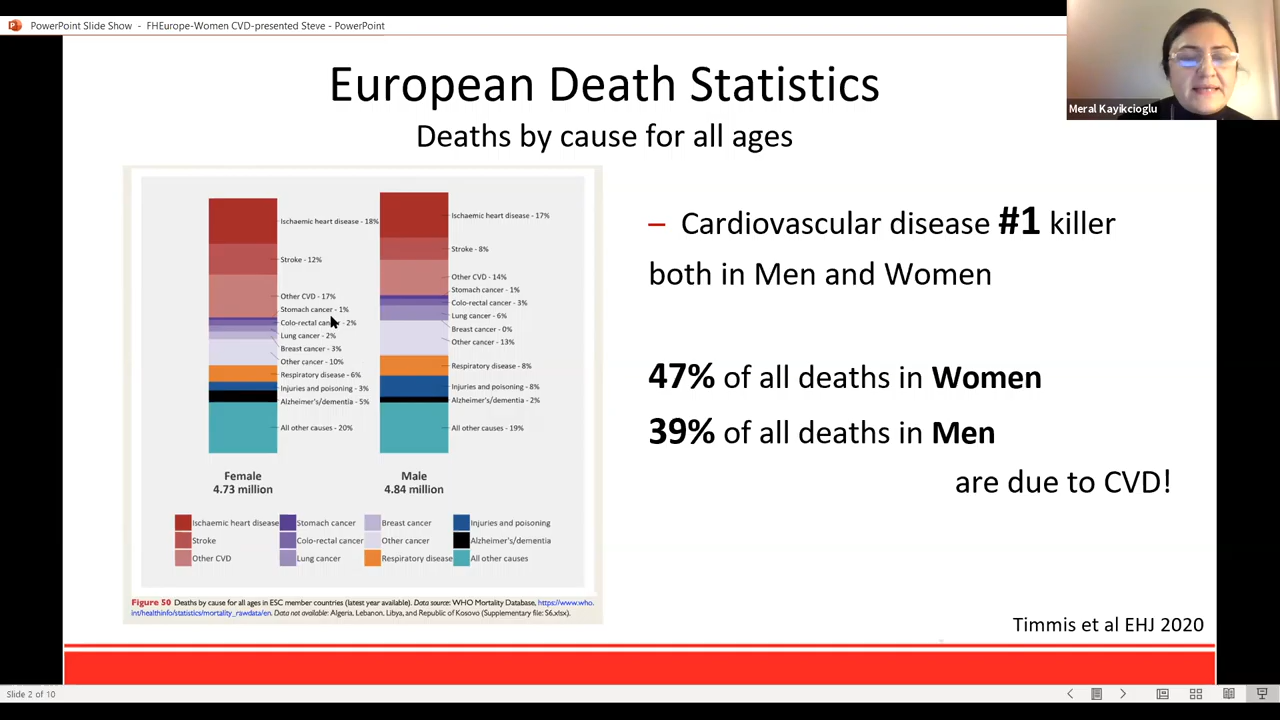 PowerPoint Slide Show - FHEurope-Women CVD-presented Steve - PowerPoint
Meral Kayikcioglu
European Death Statistics
Deaths by cause for all ages
Ischaemic heart disease - 18%
Stroke - 12%
Other CVD - 17%
Stomach cancer - 1%
Colo-rectal cancer - 2%
Lung cancer - 2%
Breast cancer - 3%
Other cancer - 10%
Respiratory disease - 6%
Injuries and poisoning - 3%
Alzheimer's/dementia - 5%
All other causes - 20%
Ischaemic heart disease - 17%
Stroke - 8%
Other CVD - 14%
Stomach cancer - 1%
Colo-rectal cancer - 3%
Lung cancer - 6%
Breast cancer - 0%
Other cancer - 13%
Respiratory disease - 8%
Injuries and poisoning - 8%
Alzheimer's/dementia - 2%
All other causes - 19%
Female
4.73 million
Male
4.84 million
Ischaemic heart disease Stomach cancer Breast cancer Injuries and poisoning
Stroke Colo-rectal cancer Other cancer Alzheimer's/dementia
Other CVD Lung cancer Respiratory disease All other causes
Figure 50 Deaths by cause for all ages in ESC member countries (latest year available). Data source: WHO Mortality Database, https://www.who.
int/healthinfo/statistics/mortality_rawdata/en. Data not available: Algeria, Lebanon, Libya, and Republic of Kosovo (Supplementary file: S6.xlsx).
– Cardiovascular disease #1 killer
both in Men and Women
47% of all deaths in Women
39% of all deaths in Men
are due to CVD!
Timmis et al EHJ 2020
Slide 2 of 10